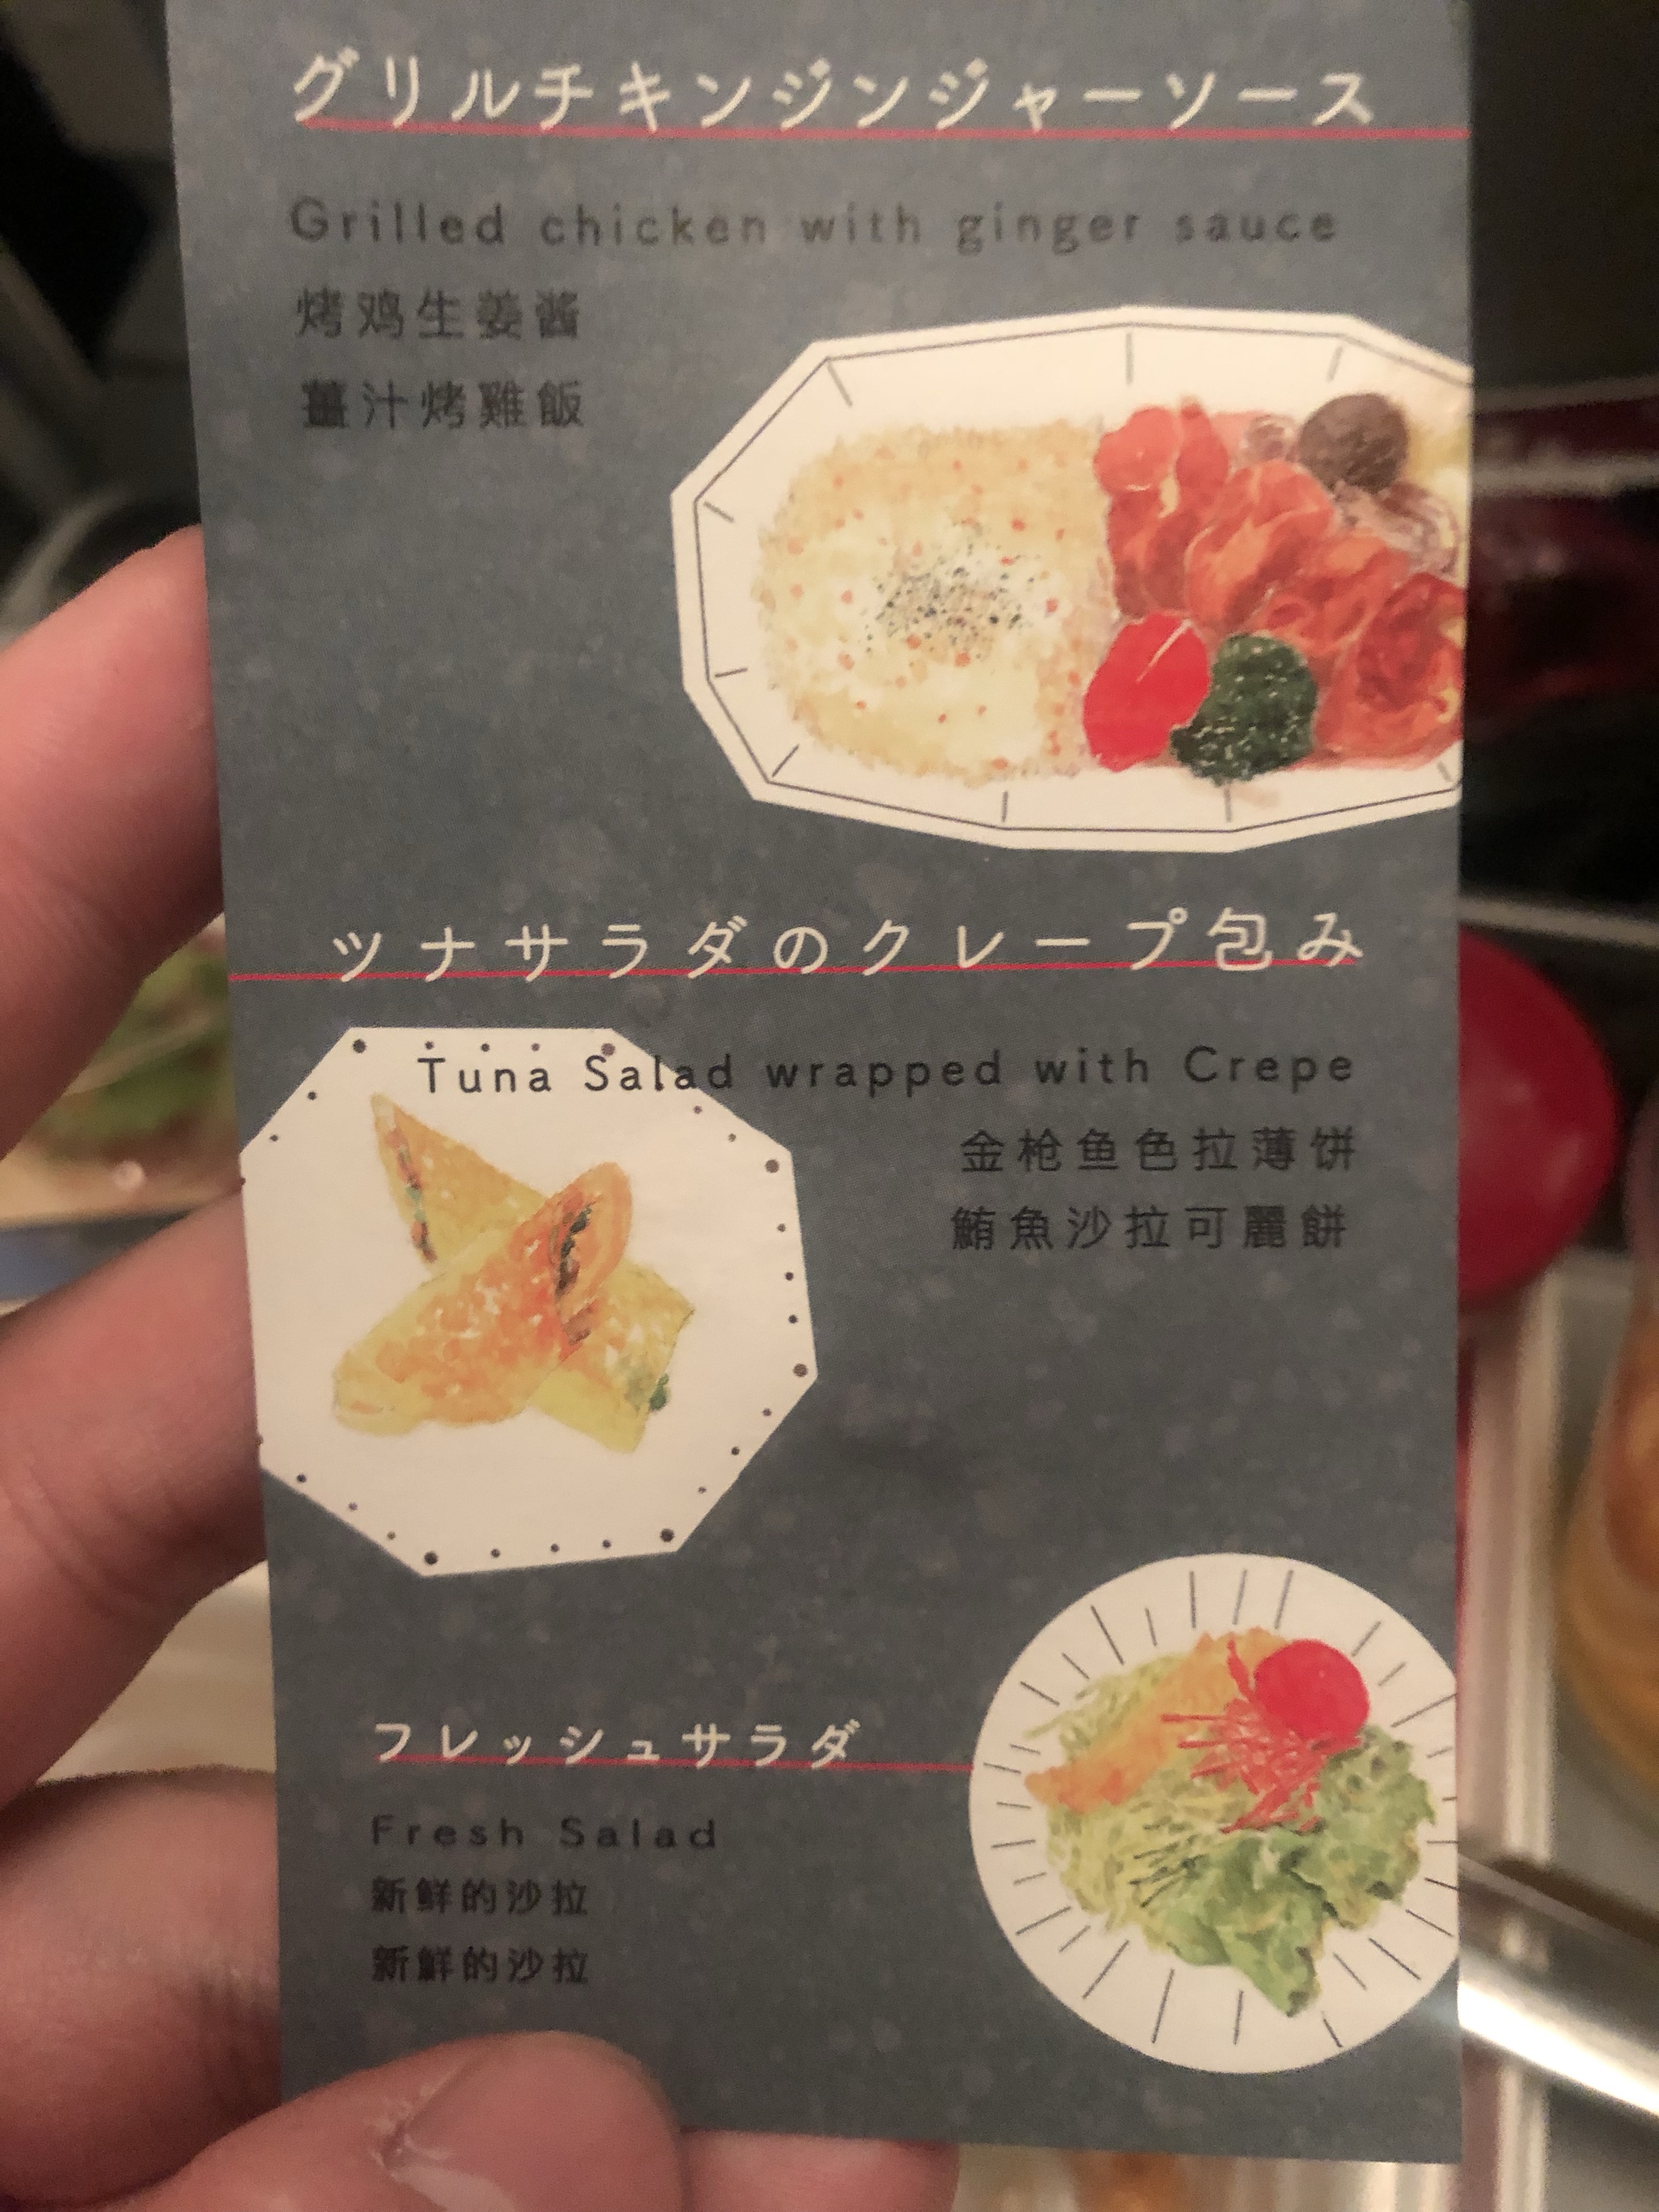 グリルチキンジンジャーソース
Grilled chicken with ginger sauce
烤鸡生姜酱
薑汁烤雞飯
ツナサラダのクレープ包み
Tuna Salad wrapped with Crepe
金枪鱼色拉薄饼
鮪魚沙拉可麗餅
フレッシュサラダ
Fresh Salad
新鲜的沙拉
新鮮的沙拉